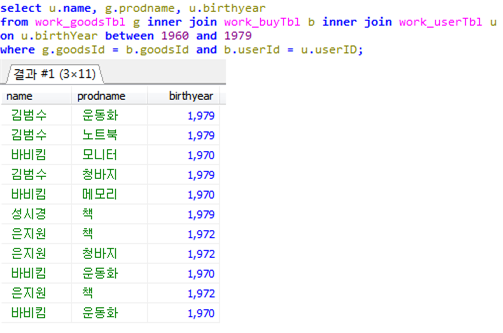 select u.name, g.prodname, u.birthyear
from work_goodsTbl g inner join work_buyTbl b inner join work_userTbl u
on u.birthYear between 1960 and 1979
where g.goodsId = b.goodsId and b.userId = u.userID;
결과 #1 (3×11)
name prodname birthyear
김범수 운동화 1,979
김범수 노트북 1,979
바비킴 모니터 1,970
김범수 청바지 1,979
바비킴 메모리 1,970
성시경 책 1,979
은지원 책 1,972
은지원 청바지 1,972
바비킴 운동화 1,970
은지원 책 1,972
바비킴 운동화 1,970